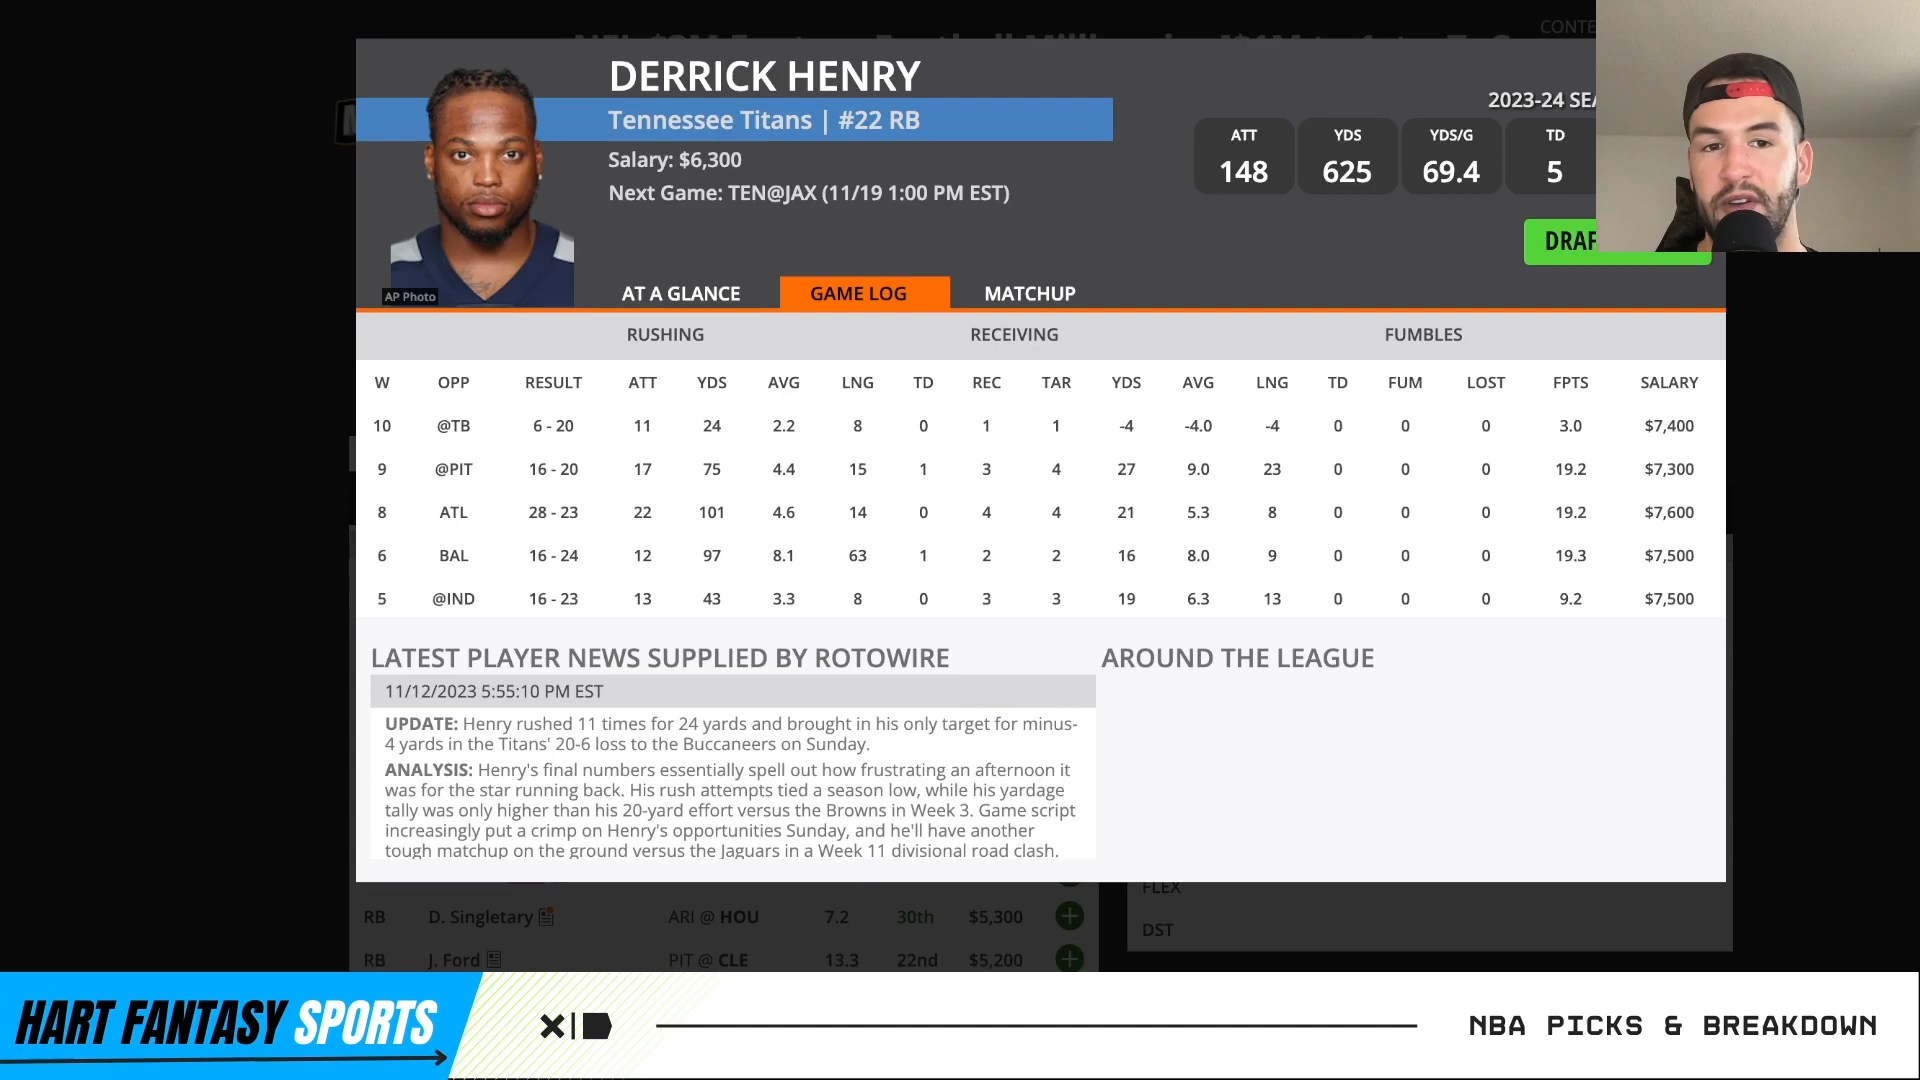 CONTE
DERRICK HENRY
Tennessee Titans | #22 RB
Salary: $6,300
Next Game: TEN@JAX (11/19 1:00 PM EST)
AP Photo
2023-24 SEA
ATT YDS YDS/G TD
148 625 69.4 5
DRAF
AT A GLANCE GAME LOG MATCHUP
RUSHING RECEIVING FUMBLES
W OPP RESULT ATT YDS AVG LNG TD REC TAR YDS AVG LNG TD FUM LOST FPTS SALARY
10 @TB 6 - 20 11 24 2.2 8 0 1 1 -4 -4.0 -4 0 0 0 3.0 $7,400
9 @PIT 16 - 20 17 75 4.4 15 1 3 4 27 9.0 23 0 0 0 19.2 $7,300
8 ATL 28 - 23 22 101 4.6 14 0 4 4 21 5.3 8 0 0 0 19.2 $7,600
6 BAL 16 - 24 12 97 8.1 63 1 2 2 16 8.0 9 0 0 0 19.3 $7,500
5 @IND 16 - 23 13 43 3.3 8 0 3 3 19 6.3 13 0 0 0 9.2 $7,500
LATEST PLAYER NEWS SUPPLIED BY ROTOWIRE
11/12/2023 5:55:10 PM EST
UPDATE: Henry rushed 11 times for 24 yards and brought in his only target for minus-
4 yards in the Titans' 20-6 loss to the Buccaneers on Sunday.
ANALYSIS: Henry's final numbers essentially spell out how frustrating an afternoon it
was for the star running back. His rush attempts tied a season low, while his yardage
tally was only higher than his 20-yard effort versus the Browns in Week 3. Game script
increasingly put a crimp on Henry's opportunities Sunday, and he'll have another
tough matchup on the ground versus the Jaguars in a Week 11 divisional road clash.
AROUND THE LEAGUE
FLEX
RB D. Singletary ARI @ HOU 7.2 30th $5,300
DST
RB J. Ford PIT @ CLE 13.3 22nd $5,200
HART FANTASY SPORTS
NBA PICKS & BREAKDOWN